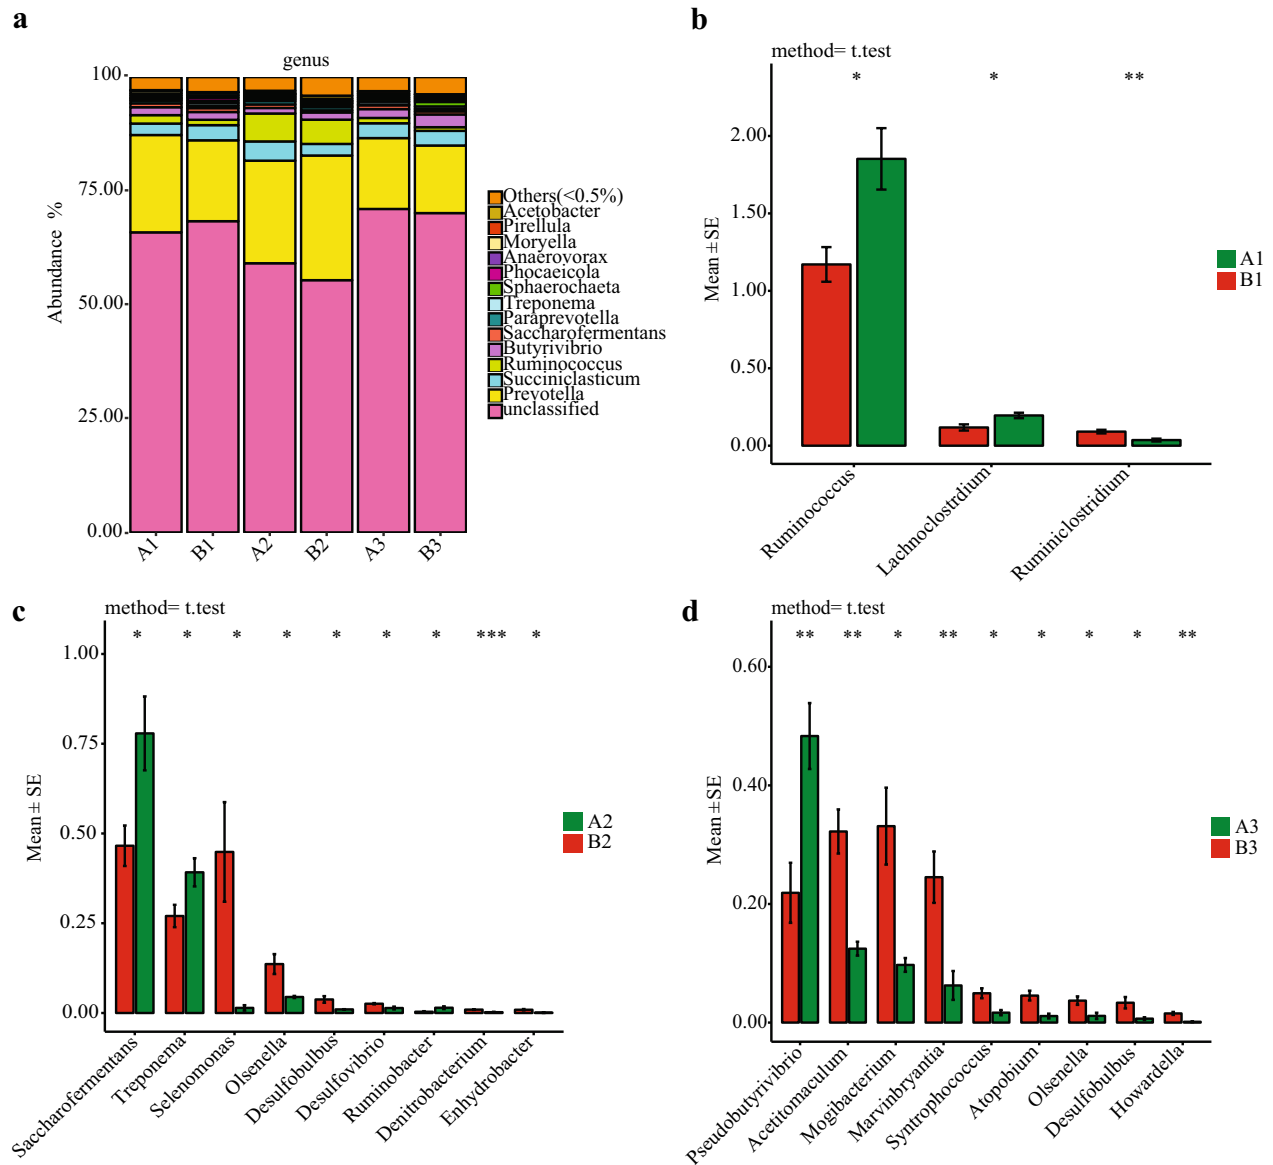 a
genus
100
75.00
50.00
25.00
0.00
Abundance %
A1
B1
A2
B2
A3
B3
Others(<0.5%)
Acetobacter
Pirellula
Moryella
Anaerovorax
Phocaeicola
Sphaerochaeta
Treponema
Paraprevotella
Saccharofermentans
Butyrivibrio
Ruminococcus
Succiniclasticum
Prevotella
unclassified
b
method= t.test
* * **
2.00
1.50
1.00
0.50
0.00
Mean ± SE
Ruminococcus
Lachnoclostrdium
Ruminiclostridium
A1
B1
c
method= t.test
* * * * * * * *** *
1.00
0.75
0.50
0.25
0.00
Mean ± SE
Saccharofermentans
Treponema
Selenomonas
Olsenella
Desulfobulbus
Desulfovibrio
Ruminobacter
Denitrobacterium
Enhydrobacter
A2
B2
d
method= t.test
** ** * ** * * * * **
0.60
0.40
0.20
0.00
Mean ± SE
Pseudobutyrivibrio
Acetitomaculum
Mogibacterium
Marvinbryantia
Syntrophococcus
Atopobium
Olsenella
Desulfobulbus
Howardella
A3
B3